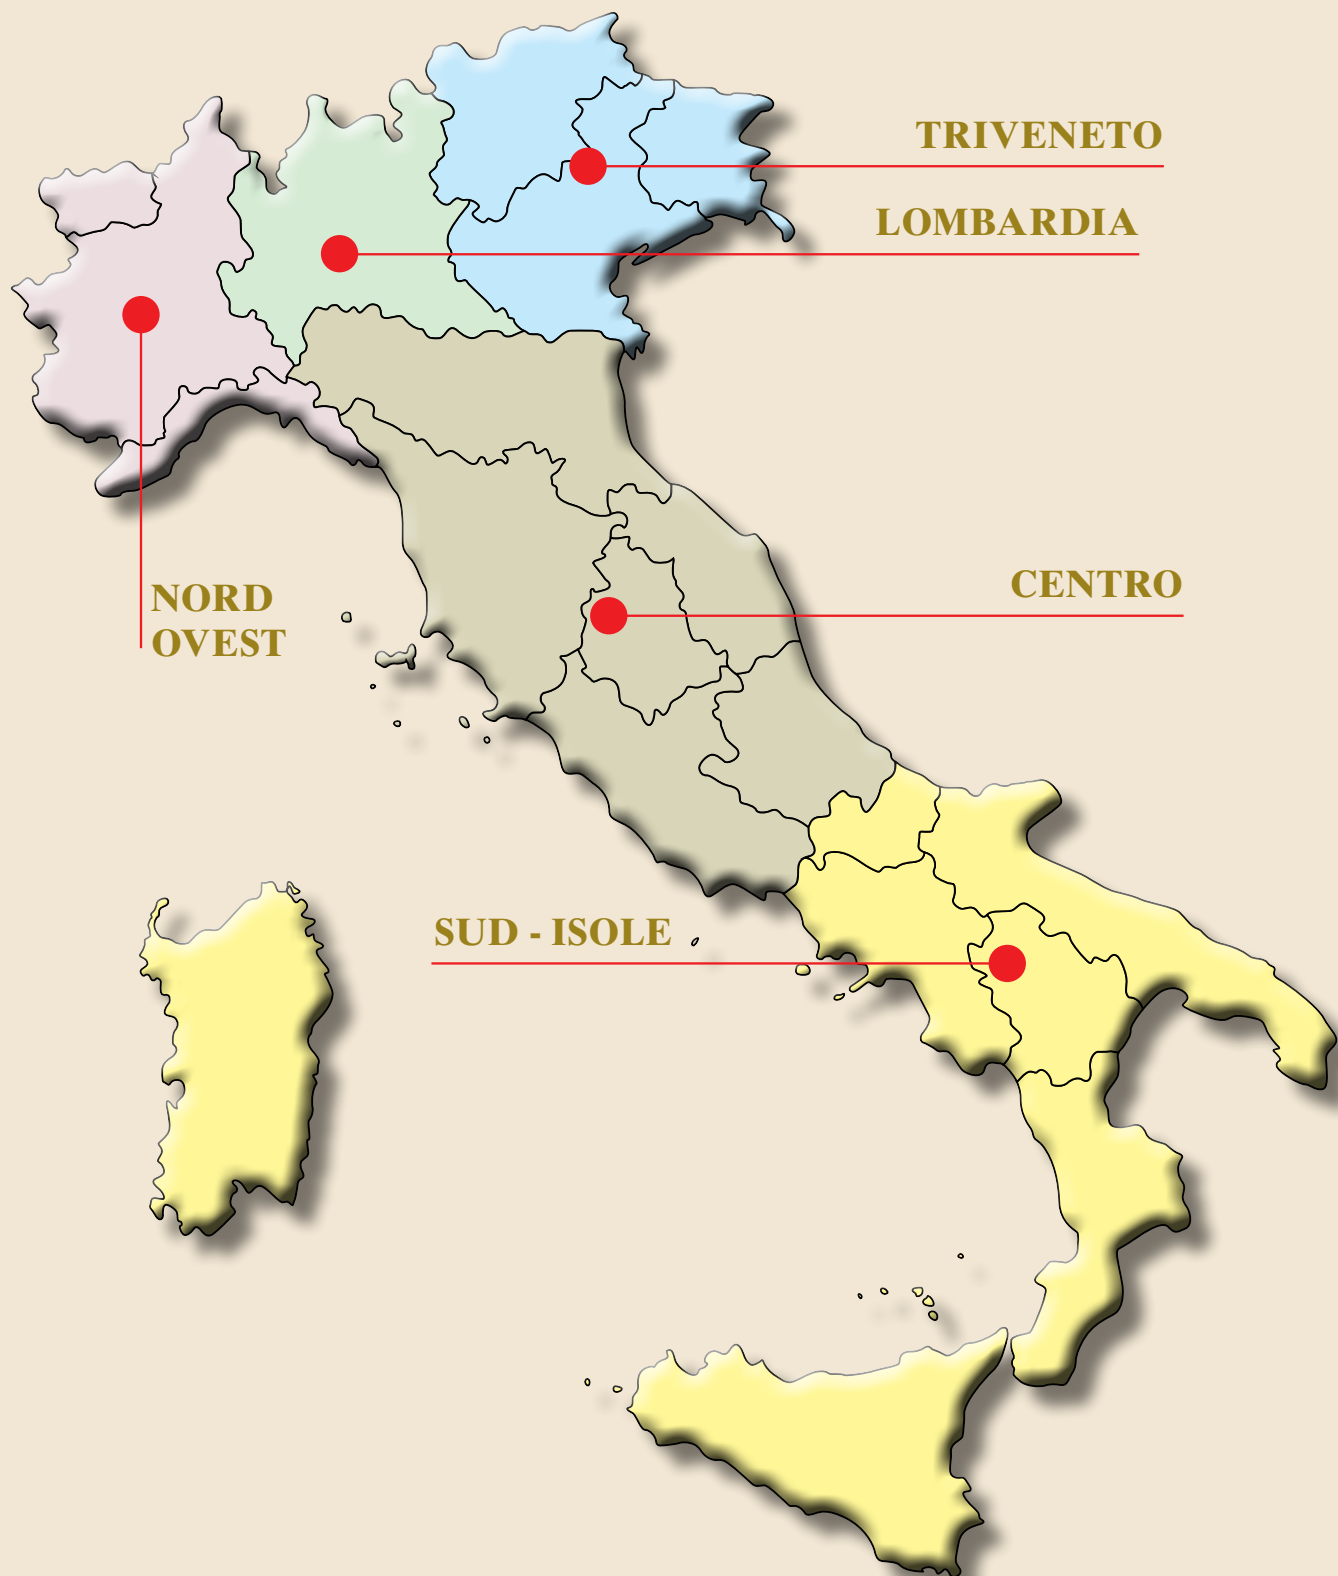 TRIVENETO
LOMBARDIA
NORD
OVEST
CENTRO
SUD - ISOLE